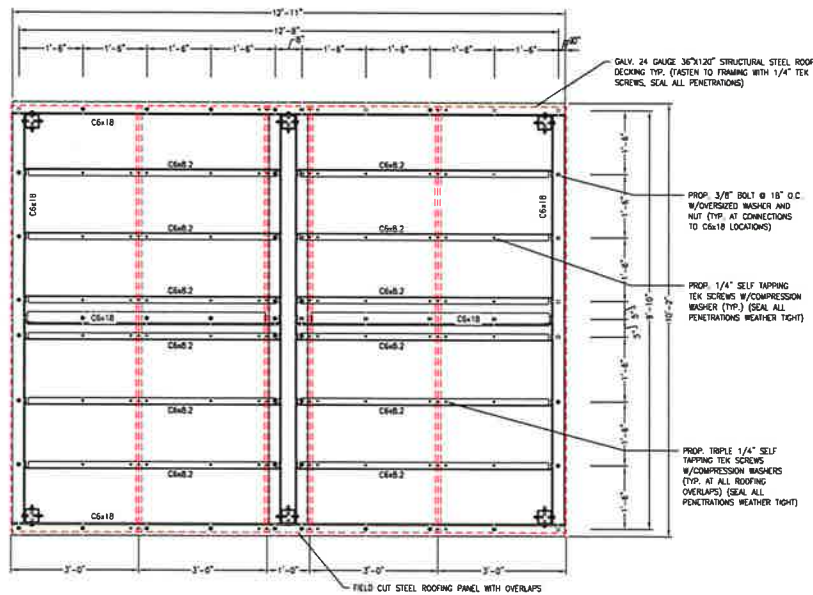 12'-11"
12'-9"
1'-6" 1'-6" 1'-6" 1'-6" 1'-6" 1'-6" 1'-6" 1'-6"
GALV. 24 GAUGE 36"X120" STRUCTURAL STEEL ROOF
DECKING TYP. (FASTEN TO FRAMING WITH 1/4" TEK
SCREWS, SEAL ALL PENETRATIONS)
C6x18
C6x8.2 C6x8.2
C6x18 C6x18
1'-6"
PROP. 3/8" BOLT @ 18" O.C.
W/OVERSIZED WASHER AND
NUT (TYP. AT CONNECTIONS
TO C6x18 LOCATIONS)
C6x8.2 C6x8.2
1'-6"
1'-6"
C6x8.2 C6x8.2
PROP. 1/4" SELF TAPPING
TEK SCREWS W/COMPRESSION
WASHER (TYP.) (SEAL ALL
PENETRATIONS WEATHER TIGHT)
C6x18 C6x18
5" 9'-10" 10'-2"
5"
C6x8.2 C6x8.2
1'-6"
C6x8.2 C6x8.2
1'-6"
PROP. TRIPLE 1/4" SELF
TAPPING TEK SCREWS
W/COMPRESSION WASHERS
(TYP. AT ALL ROOFING
OVERLAPS) (SEAL ALL
PENETRATIONS WEATHER TIGHT)
C6x8.2 C6x8.2
1'-6"
C6x18
3'-0" 3'-0" 1'-0" 3'-0" 3'-0"
FIELD CUT STEEL ROOFING PANEL WITH OVERLAPS